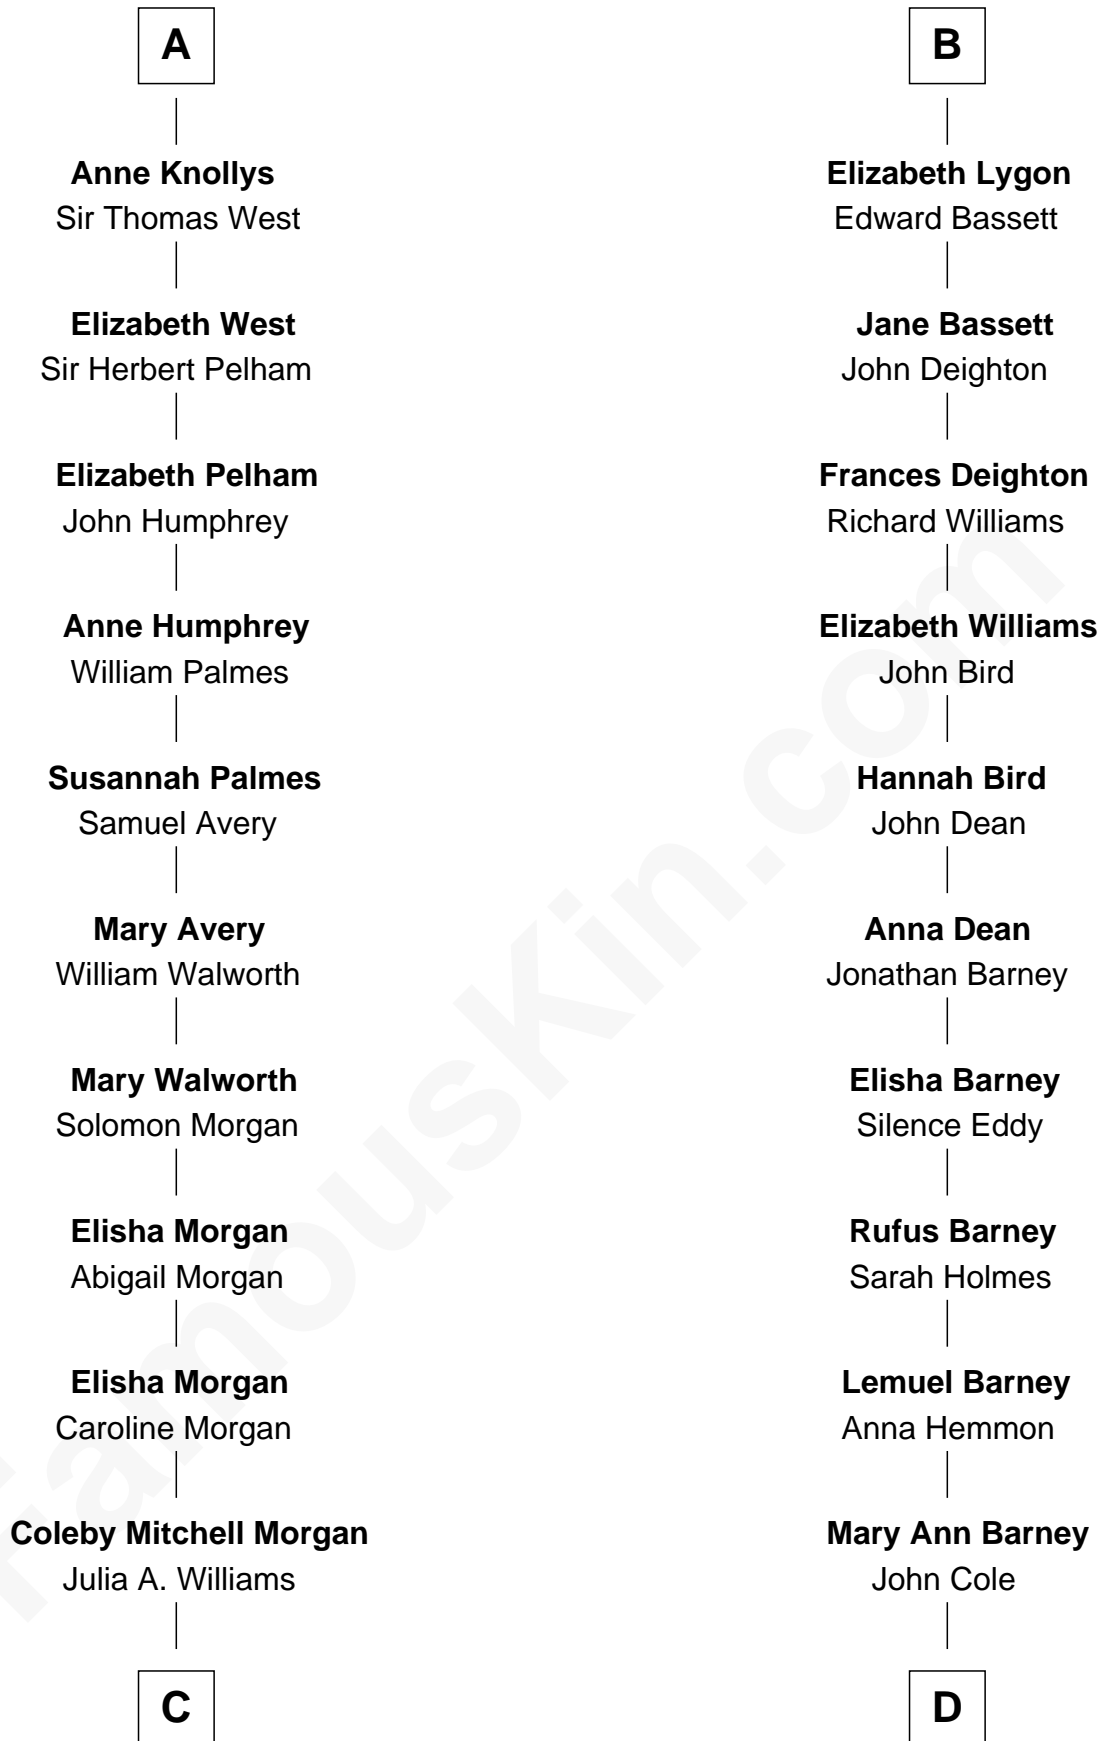 A
Anne Knollys
Sir Thomas West
Elizabeth West
Sir Herbert Pelham
Elizabeth Pelham
John Humphrey
Anne Humphrey
William Palmes
Susannah Palmes
Samuel Avery
Mary Avery
William Walworth
Mary Walworth
Solomon Morgan
Elisha Morgan
Abigail Morgan
Elisha Morgan
Caroline Morgan
Coleby Mitchell Morgan
Julia A. Williams
C
B
Elizabeth Lygon
Edward Bassett
Jane Bassett
John Deighton
Frances Deighton
Richard Williams
Elizabeth Williams
John Bird
Hannah Bird
John Dean
Anna Dean
Jonathan Barney
Elisha Barney
Silence Eddy
Rufus Barney
Sarah Holmes
Lemuel Barney
Anna Hemmon
Mary Ann Barney
John Cole
D
FamousKin.com